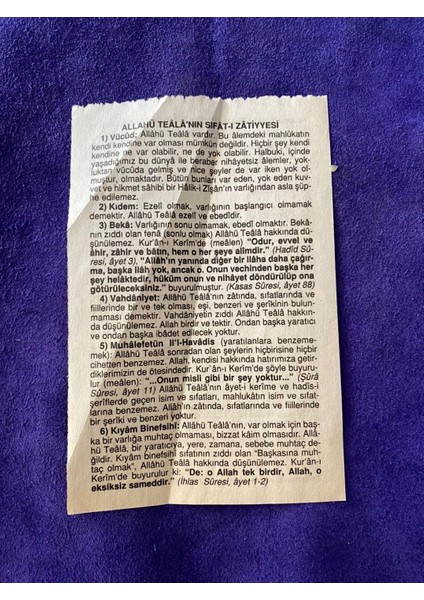 ALLAHÜ TEÂLÂ'NIN SIFÂT-I ZÂTİYYESİ
1) Vücûd: Allâhü Teâlâ vardır. Bu âlemdeki mahlûkatın
kendi kendine var olması mümkün değildir. Hiçbir şey kendi
kendine ne var olabilir, ne de yok olabilir. Halbuki, içinde
yaşadığımız bu dünyâ ile beraber nihâyetsiz âlemler, yok-
luktan vücûda gelmiş ve nice şeyler de var iken yok ol-
muştur, olmaktadır. Bütün bunları var eden, yok eden kuv-
vet ve hikmet sâhibi bir Hâlik-i Zîşân'ın varlığından asla şüp-
he edilemez.
2) Kıdem: Ezelî olmak, varlığının başlangıcı olmamak
demektir. Allâhü Teâlâ ezelî ve ebedîdir.
3) Bekâ: Varlığının sonu olmamak, ebedî olmaktır. Bekâ-
nın zıddı olan fenâ (sonlu olmak) Allâhü Teâlâ hakkında dü-
şünülemez. Kur'ân-ı Kerîm'de (meâlen) "Odur, evvel ve
âhir, zâhir ve bâtın, hem o her şeye alîmdir." (Hadîd Sû-
resi, âyet 3), "Allâh'ın yanında diğer bir ilâha daha çağır-
ma, başka ilâh yok, ancak o. Onun vechinden başka her
şey helâktedir, hüküm onun ve nihâyet döndürülüp ona
götürüleceksiniz." buyurulmuştur. (Kasas Sûresi, âyet 88)
4) Vahdâniyet: Allâhü Teâlâ'nın zâtında, sıfatlarında ve
fiillerinde bir ve tek olması, eşi, benzeri ve şerîkinin bulun-
maması demektir. Vahdâniyetin zıddı Allâhü Teâlâ hakkın-
da düşünülemez. Allah birdir ve tektir. Ondan başka yaratıcı
ve ondan başka ibâdet edilecek yoktur.
5) Muhâlefetün li'l-Havâdis (yaratılanlara benzeme-
mek): Allâhü Teâlâ sonradan olan şeylerin hiçbirisine hiçbir
cihetten benzemez. Allah, kendisi hakkında hatırımıza getir-
diklerimizin de ötesindedir. Kur'ân-ı Kerîm'de şöyle buyuru-
lur (meâlen): "...Onun misli gibi bir şey yoktur..." (Şûrâ
Sûresi, âyet 11) Allâhü Teâlâ'nın âyet-i kerîme ve hadîs-i
şerîflerde geçen isim ve sıfatları, mahlukâtın isim ve sıfat-
larına benzemez. Allah'ın zâtında, sıfatlarında ve fiillerinde
bir şerîki ve benzeri yoktur.
6) Kıyâm Binefsihî: Allâhü Teâlâ'nın, var olmak için baş-
ka bir varlığa muhtaç olmaması, bizzat kâim olmasıdır. Allâ-
hü Teâlâ, bir yaratıcıya, yere, zamana, sebebe muhtaç de-
ğildir. Kıyâm binefsihî sıfatının zıddı olan "Başkasına muh-
taç olmak", Allâhü Teâlâ hakkında düşünülemez. Kur'ân-ı
Kerîm'de buyurulur ki: "De: o Allah tek birdir, Allah, o
eksiksiz sameddir." (İhlas Sûresi, âyet 1-2)